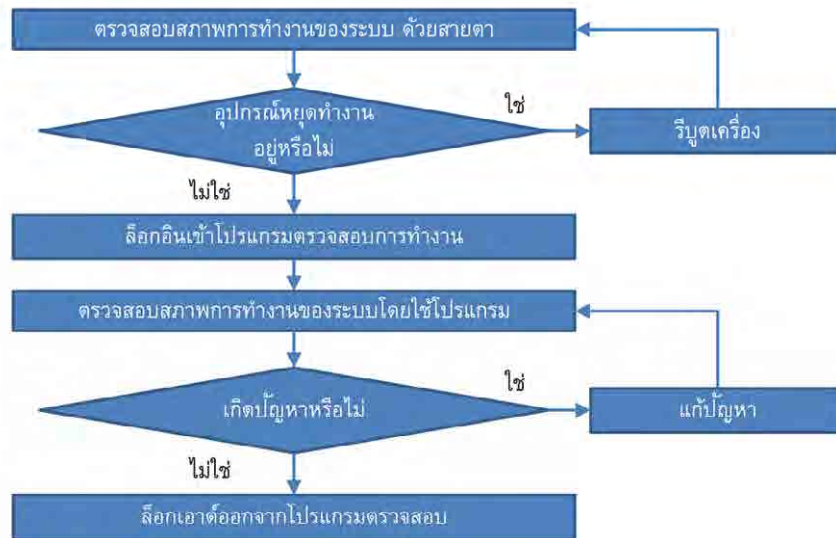 ตรวจสอบสภาพการทำงานของระบบ ด้วยสายตา
อุปกรณ์หยุดทำงาน
อยู่หรือไม่
ใช่
รีบูตเครื่อง
ไม่ใช่
ล็อกอินเข้าโปรแกรมตรวจสอบการทำงาน
ตรวจสอบสภาพการทำงานของระบบโดยใช้โปรแกรม
เกิดปัญหาหรือไม่
ใช่
แก้ปัญหา
ไม่ใช่
ล็อกเอาต์ออกจากโปรแกรมตรวจสอบ